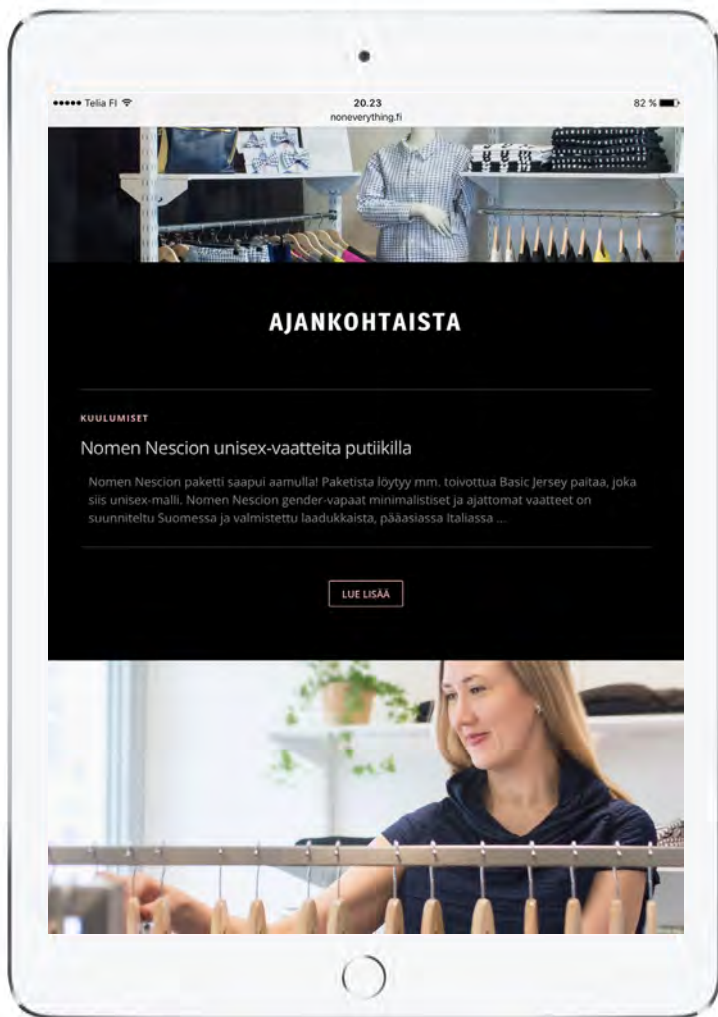 Telia FI
20.23
82 %
noneverything.fi
AJANKOHTAISTA
KUULUMISET
Nomen Nescion unisex-vaatteita putiikilla
Nomen Nescion paketti saapui aamulla! Paketista löytyy mm. toivottua Basic Jersey paitaa, joka
siis unisex-malli. Nomen Nescion gender-vapaat minimalistiset ja ajattomat vaatteet on
suunniteltu Suomessa ja valmistettu laadukkaista, pääasiassa Italiassa ...
LUE LISÄÄ